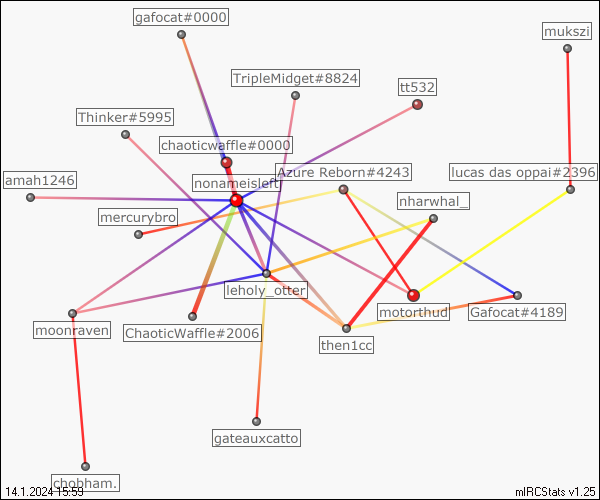 gafocat#0000
mukszi
TripleMidget#8824
tt532
Thinker#5995
chaoticwaffle#0000
Azure Reborn#4243
lucas das oppai#2396
amah1246
nonameisleft
nharwhal_
mercurybro
leholy_otter
motorthud
Gafocat#4189
moonraven
ChaoticWaffle#2006
then1cc
gateauxcatto
chobham.
14.1.2024 15:59
mIRCStats v1.25